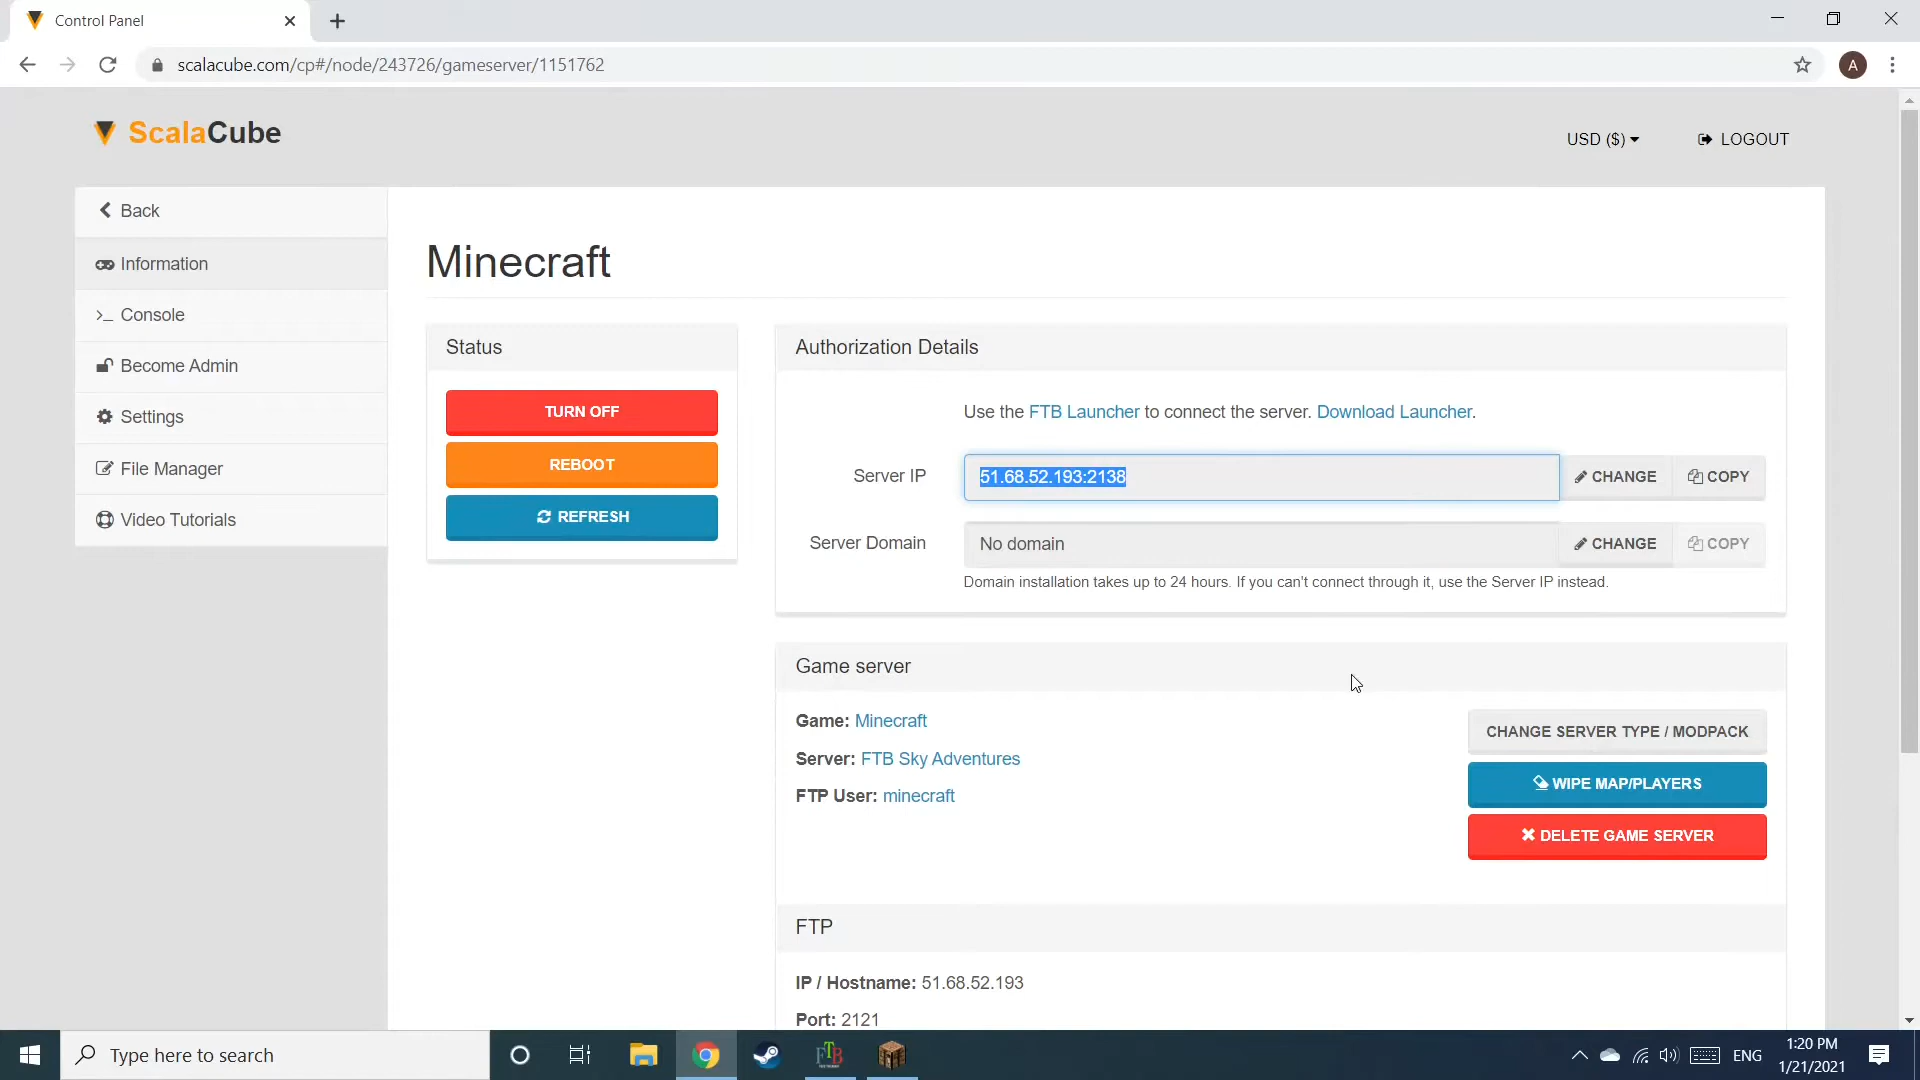 Control Panel
scalacube.com/cp#/node/243726/gameserver/1151762
A
ScalaCube
USD ($)
LOGOUT
Back
Information
Console
Become Admin
Settings
File Manager
Video Tutorials
Minecraft
Status
TURN OFF
REBOOT
REFRESH
Authorization Details
Use the FTB Launcher to connect the server. Download Launcher.
Server IP
51.68.52.193:2138
CHANGE
COPY
Server Domain
No domain
CHANGE
COPY
Domain installation takes up to 24 hours. If you can't connect through it, use the Server IP instead.
Game server
Game: Minecraft
Server: FTB Sky Adventures
FTP User: minecraft
CHANGE SERVER TYPE / MODPACK
WIPE MAP/PLAYERS
DELETE GAME SERVER
FTP
IP / Hostname: 51.68.52.193
Port: 2121
Type here to search
FTB
ENG
1:20 PM
1/21/2021